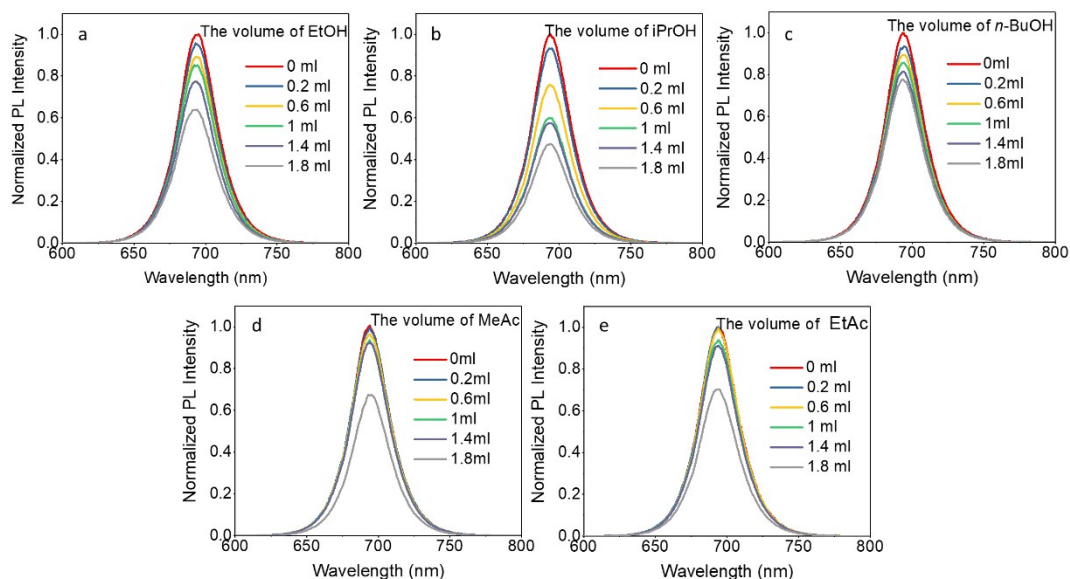 a
The volume of EtOH
0 ml
0.2 ml
0.6 ml
1 ml
1.4 ml
1.8 ml
Normalized PL Intensity
1.0
0.8
0.6
0.4
0.2
0.0
600
650
700
750
800
Wavelength (nm)
b
The volume of iPrOH
0 ml
0.2 ml
0.6 ml
1 ml
1.4 ml
1.8 ml
Normalized PL Intensity
1.0
0.8
0.6
0.4
0.2
0.0
600
650
700
750
800
Wavelength (nm)
c
The volume of n-BuOH
0 ml
0.2 ml
0.6ml
1ml
1.4ml
1.8ml
Normalized PL Intensity
1.0
0.8
0.6
0.4
0.2
0.0
600
650
700
750
800
Wavelength (nm)
d
The volume of MeAc
0ml
0.2ml
0.6ml
1ml
1.4ml
1.8ml
Normalized PL Intensity
1.0
0.8
0.6
0.4
0.2
0.0
600
650
700
750
800
Wavelength (nm)
e
The volume of EtAc
0 ml
0.2 ml
0.6 ml
1 ml
1.4 ml
1.8 ml
Normalized PL Intensity
1.0
0.8
0.6
0.4
0.2
0.0
600
650
700
750
800
Wavelength (nm)